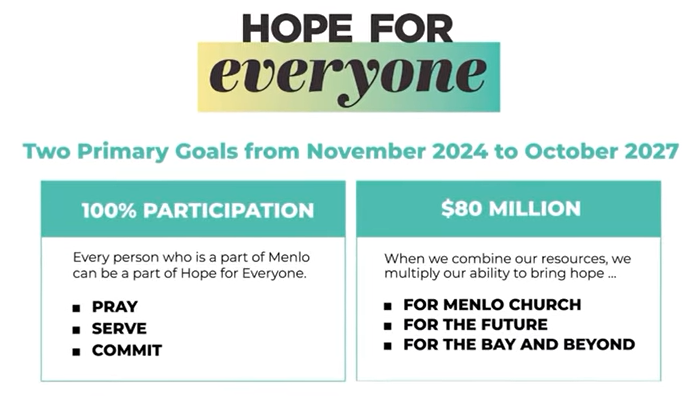 HOPE FOR
everyone
Two Primary Goals from November 2024 to October 2027
100% PARTICIPATION
Every person who is a part of Menlo
can be a part of Hope for Everyone.
▪ PRAY
▪ SERVE
▪ COMMIT
$80 MILLION
When we combine our resources, we
multiply our ability to bring hope ...
▪ FOR MENLO CHURCH
▪ FOR THE FUTURE
▪ FOR THE BAY AND BEYOND